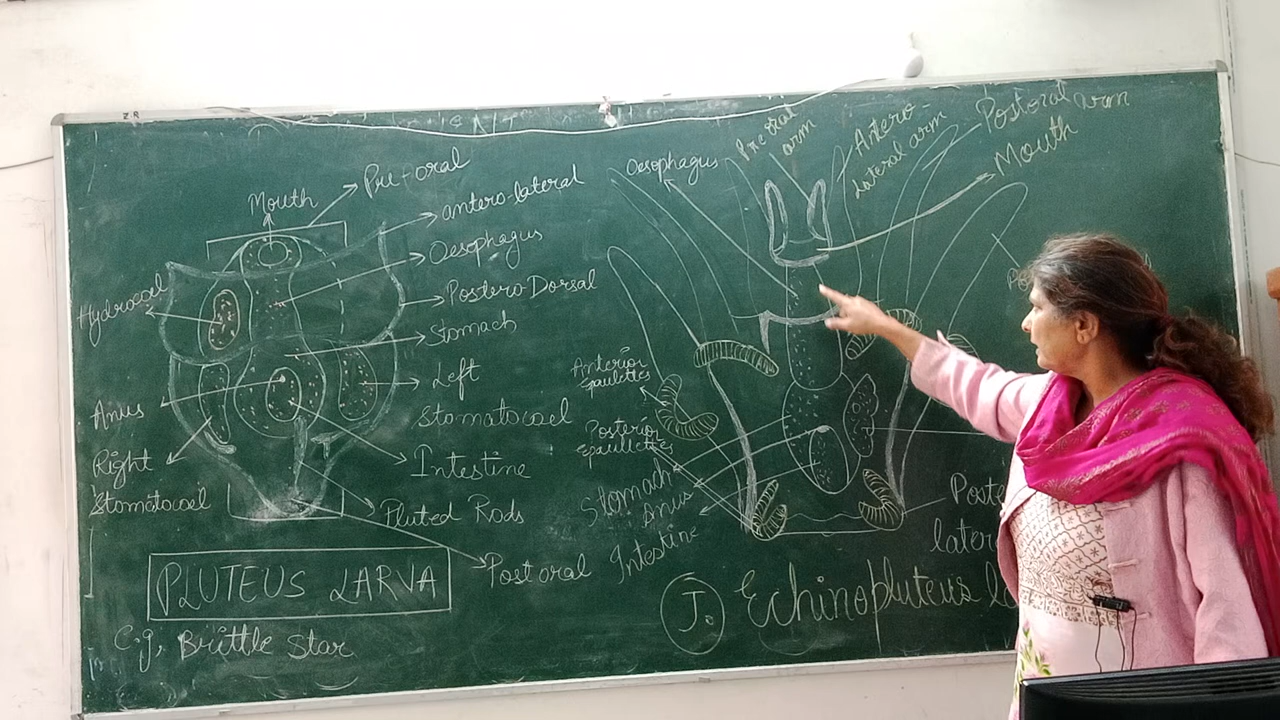 ZR
Mouth
Pre-oral
antero-lateral
Oesophagus
Hydrocoel
Postero-Dorsal
Stomach
Left
stomatocoel
Anus
Right
Stomatocoel
Intestine
Fluted Rods
Post oral
PLUTEUS LARVA
e.g, Brittle Star
Oesophagus
Pre oral
arm
Antero-
lateral arm
Postoral arm
Mouth
Anterior
epaulettes
Posterior
epaulettes
Stomach
Anus
Intestine
Poste
later
J. Echinopluteus